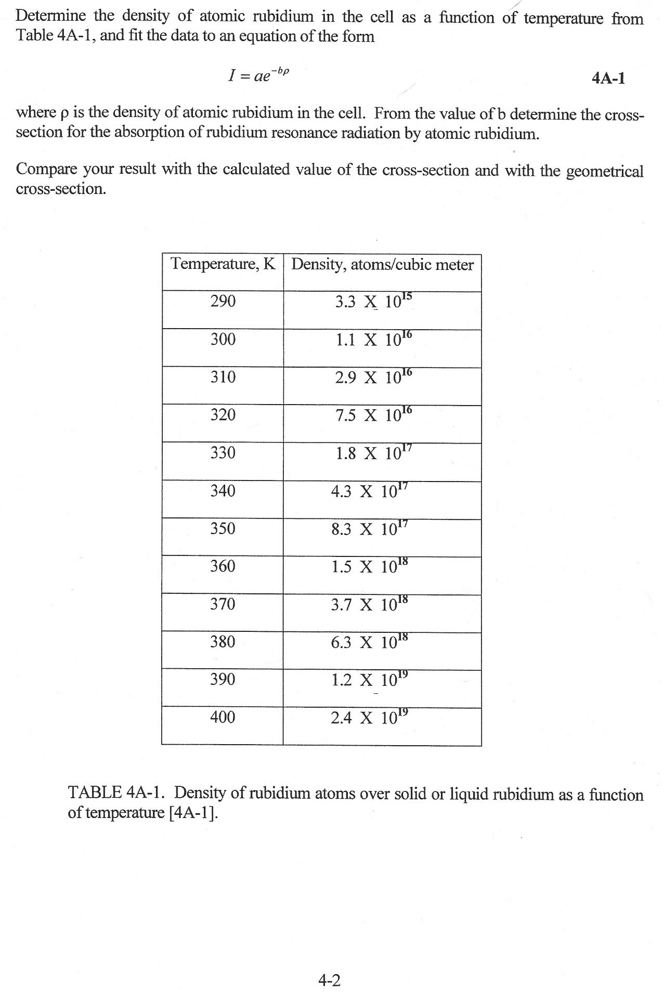 Determine the density of atomic rubidium in the cell as a function of temperature from
Table 4A-1, and fit the data to an equation of the form
I = ae^{-bρ} 4A-1
where ρ is the density of atomic rubidium in the cell. From the value of b determine the cross-
section for the absorption of rubidium resonance radiation by atomic rubidium.
Compare your result with the calculated value of the cross-section and with the geometrical
cross-section.
Temperature, K Density, atoms/cubic meter
290 3.3 X 10^15
300 1.1 X 10^16
310 2.9 X 10^16
320 7.5 X 10^16
330 1.8 X 10^17
340 4.3 X 10^17
350 8.3 X 10^17
360 1.5 X 10^18
370 3.7 X 10^18
380 6.3 X 10^18
390 1.2 X 10^19
400 2.4 X 10^19
TABLE 4A-1. Density of rubidium atoms over solid or liquid rubidium as a function
of temperature [4A-1].
4-2